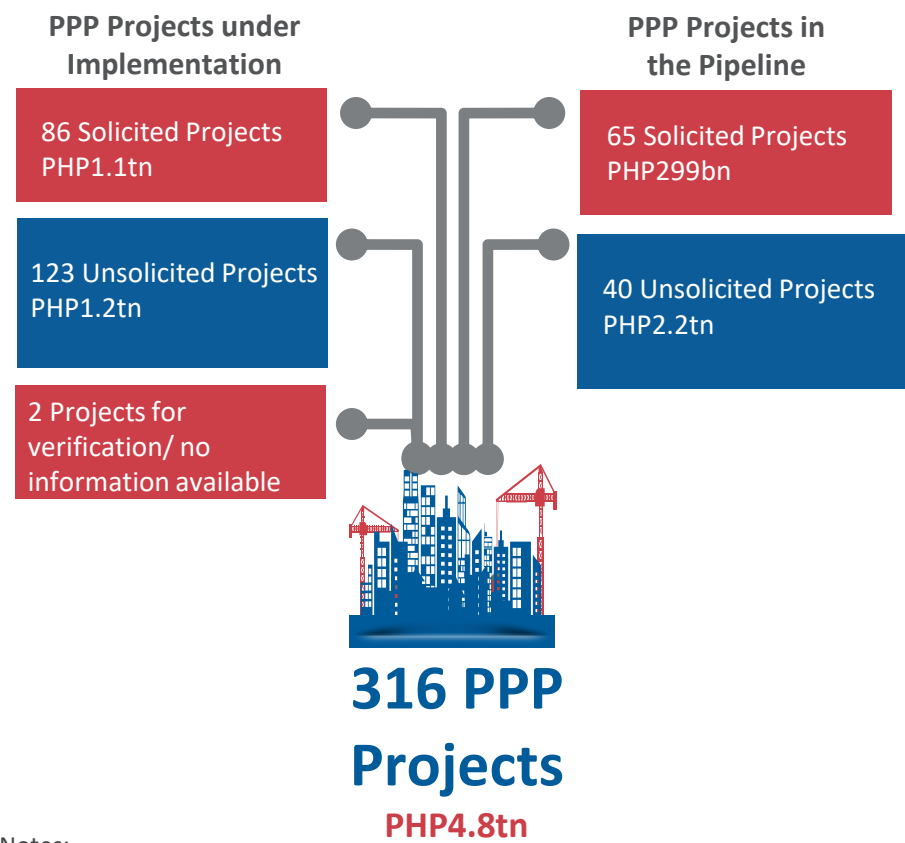 PPP Projects under
Implementation
86 Solicited Projects
PHP1.1tn
123 Unsolicited Projects
PHP1.2tn
2 Projects for
verification/ no
information available
PPP Projects in
the Pipeline
65 Solicited Projects
PHP299bn
40 Unsolicited Projects
PHP2.2tn
316 PPP
Projects
PHP4.8tn
Notes: